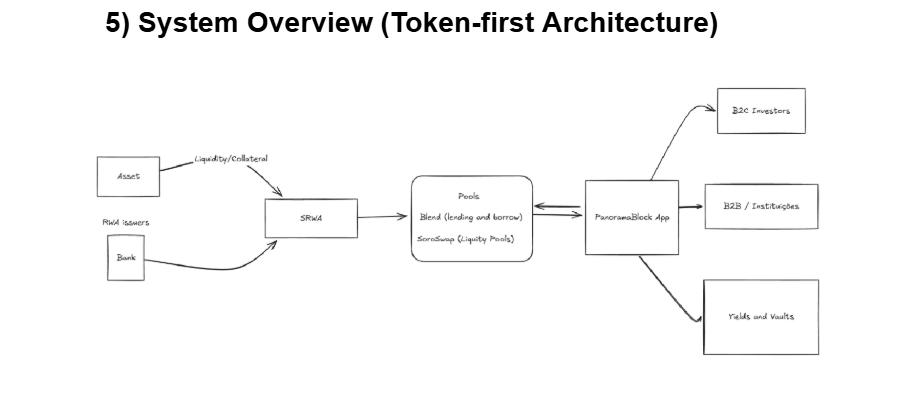 5) System Overview (Token-first Architecture)
B2C Investors
Liquidity/Collateral
Asset
Pools
SRWA
Blend (lending and borrow)
PanoramaBlock App
B2B / Instituições
RWA issuers
SoroSwap (Liquity Pools)
Bank
Yields and Vaults